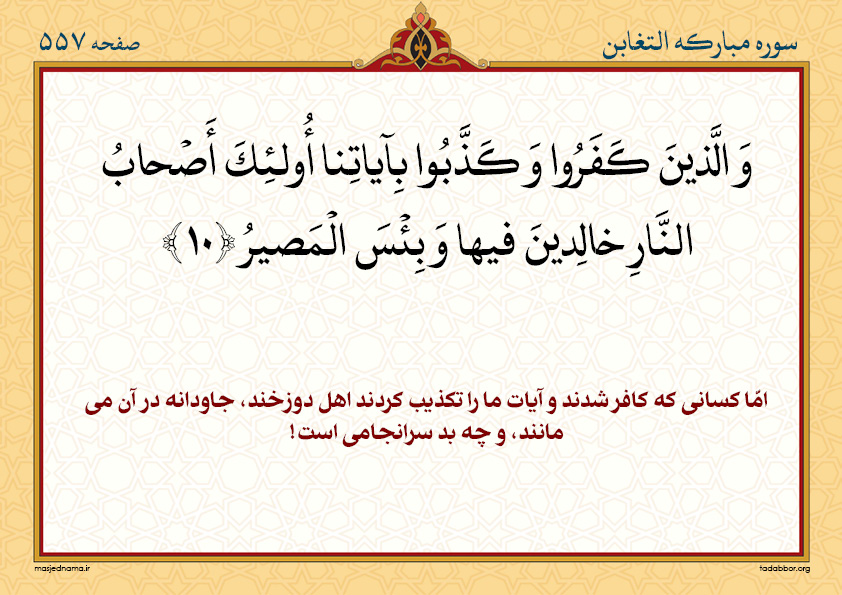 سوره مبارکه التغابن
صفحه ۵۵۷
وَ الَّذينَ كَفَرُوا وَ كَذَّبُوا بِآياتِنا أُولئِكَ أَصْحابُ
النَّارِ خالِدينَ فيها وَ بِئْسَ الْمَصيرُ ﴿۱۰﴾
امّا کسانی که کافر شدند و آیات ما را تکذیب کردند اهل دوزخند، جاودانه در آن می
مانند، و چه بد سرانجامی است!
masjednama.ir
tadabbor.org